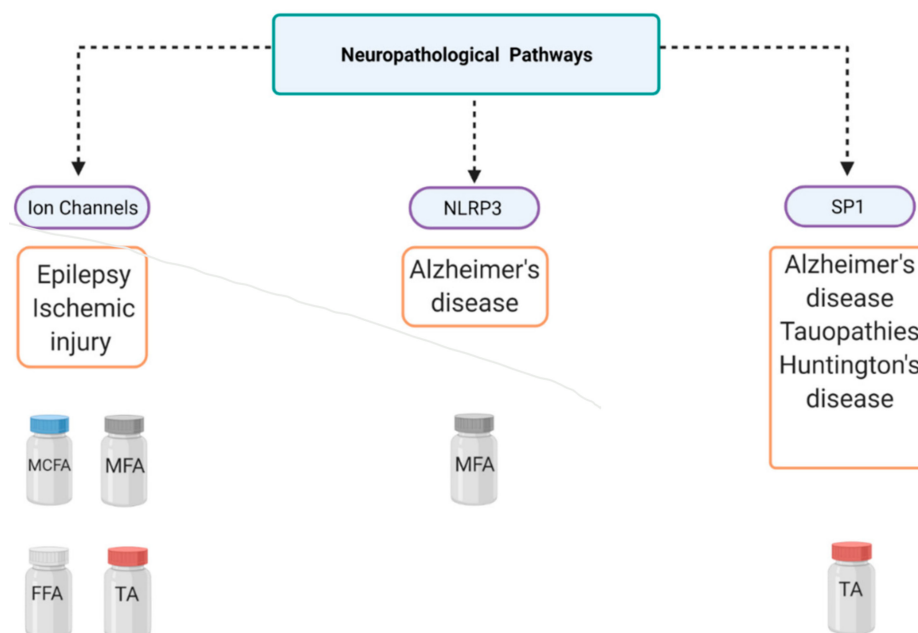 Neuropathological Pathways
Ion Channels
NLRP3
SP1
Epilepsy
Ischemic
injury
Alzheimer's
disease
Alzheimer's
disease
Tauopathies
Huntington's
disease
MCFA
MFA
MFA
FFA
TA
TA